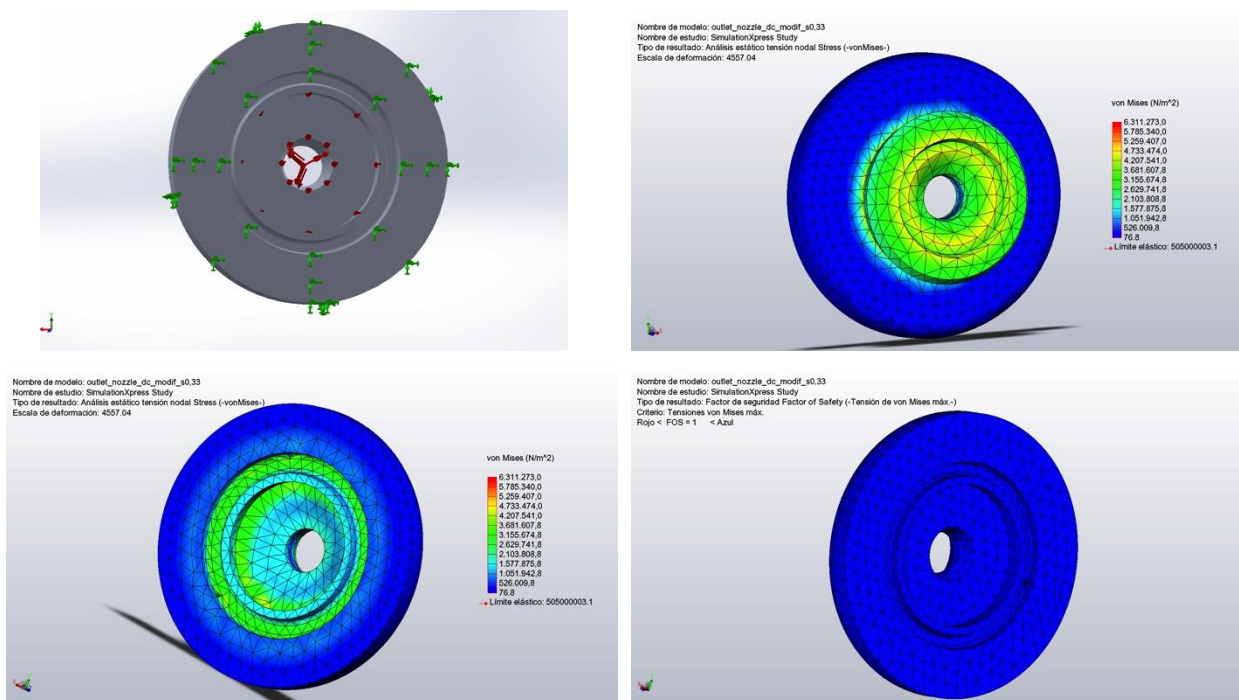 Nombre de modelo: outlet_nozzle_dc_modif_s0,33
Nombre de estudio: SimulationXpress Study
Tipo de resultado: Análisis estático tensión nodal Stress (-vonMises-)
Escala de deformación: 4557.04
von Mises (N/m^2)
6.311.273,0
5.785.340,0
5.259.407,0
4.733.474,0
4.207.541,0
3.681.607,8
3.155.674,8
2.629.741,8
2.103.808,8
1.577.875,8
1.051.942,8
526.009,8
76.8
Límite elástico: 505000003.1
Nombre de modelo: outlet_nozzle_dc_modif_s0,33
Nombre de estudio: SimulationXpress Study
Tipo de resultado: Análisis estático tensión nodal Stress (-vonMises-)
Escala de deformación: 4557.04
von Mises (N/m^2)
6.311.273,0
5.785.340,0
5.259.407,0
4.733.474,0
4.207.541,0
3.681.607,8
3.155.674,8
2.629.741,8
2.103.808,8
1.577.875,8
1.051.942,8
526.009,8
76.8
Límite elástico: 505000003.1
Nombre de modelo: outlet_nozzle_dc_modif_s0,33
Nombre de estudio: SimulationXpress Study
Tipo de resultado: Factor de seguridad Factor of Safety (-Tensión de von Mises máx.-)
Criterio: Tensiones von Mises máx.
Rojo < FOS = 1 < Azul